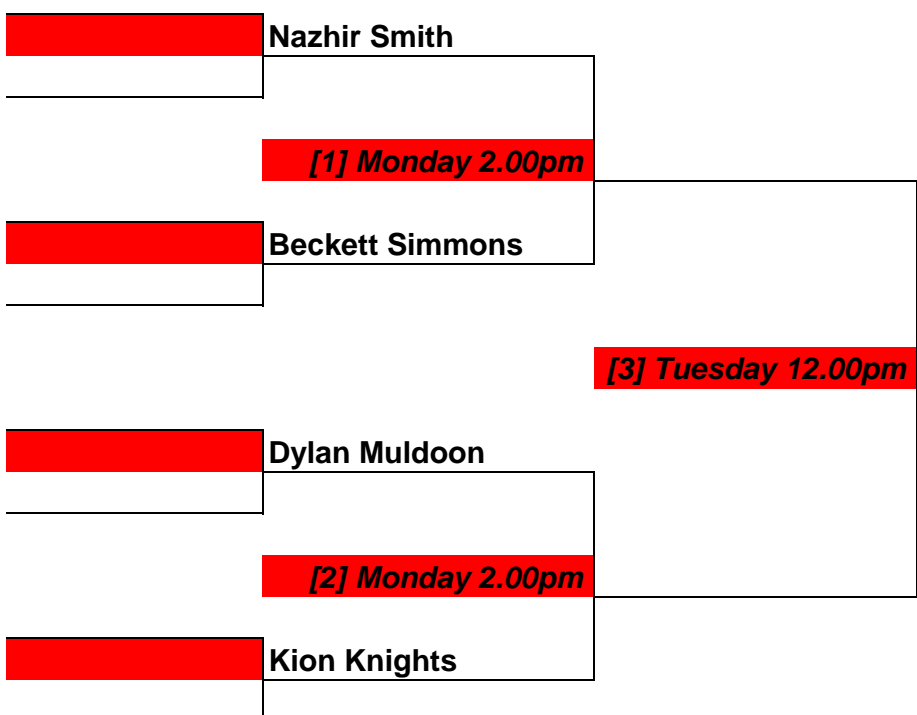 Nazhir Smith
[1] Monday 2.00pm
Beckett Simmons
[3] Tuesday 12.00pm
Dylan Muldoon
[2] Monday 2.00pm
Kion Knights